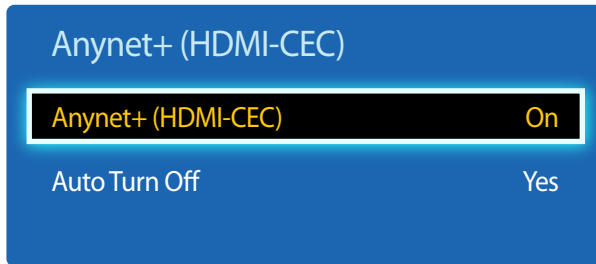 Anynet+ (HDMI-CEC)
Anynet+ (HDMI-CEC) On
Auto Turn Off Yes